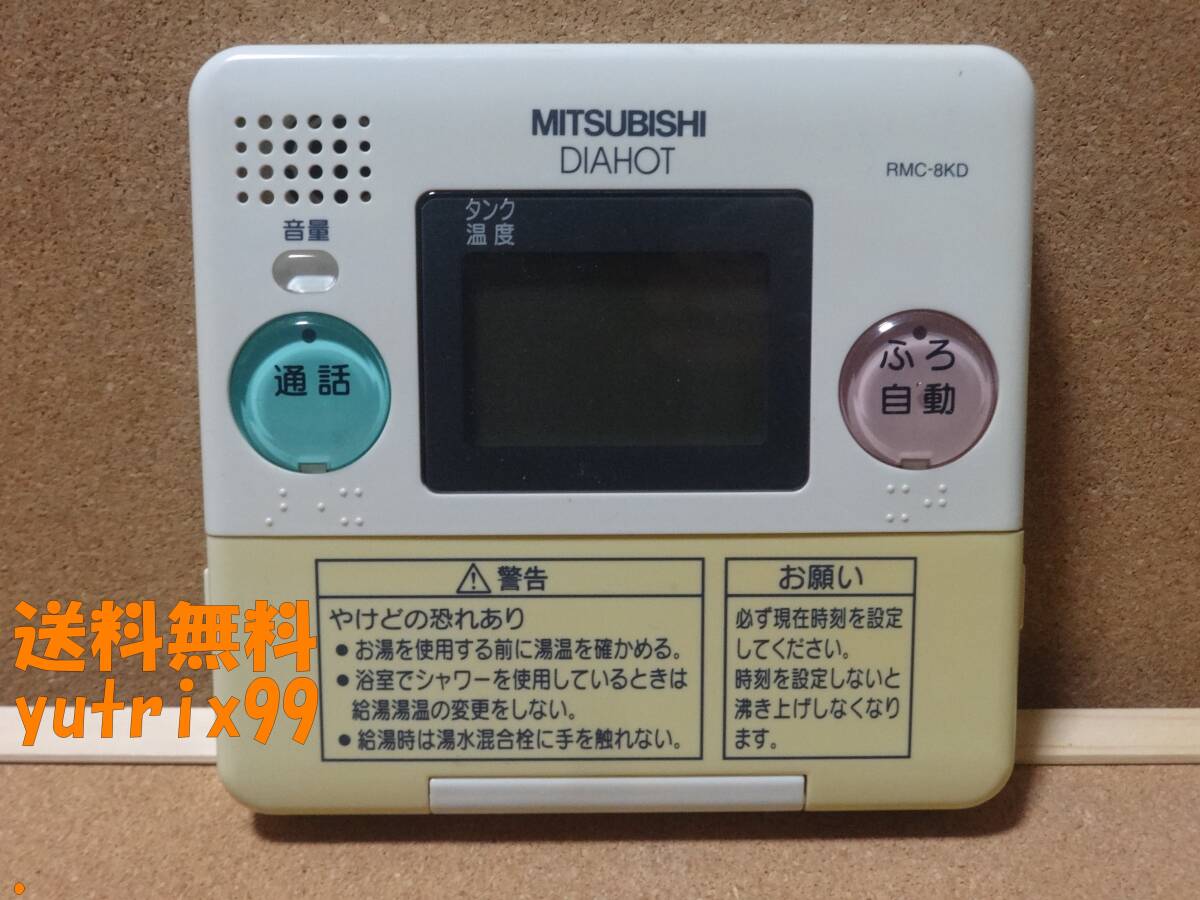 MITSUBISHI
DIAHOT
RMC-8KD
タンク
温度
音量
通話
ふろ
自動
警告
やけどの恐れあり
● お湯を使用する前に湯温を確かめる。
● 浴室でシャワーを使用しているときは
給湯湯温の変更をしない。
● 給湯時は湯水混合栓に手を触れない。
お願い
必ず現在時刻を設定
してください。
時刻を設定しないと
沸き上げしなくなり
ます。
送料無料
yutrix99